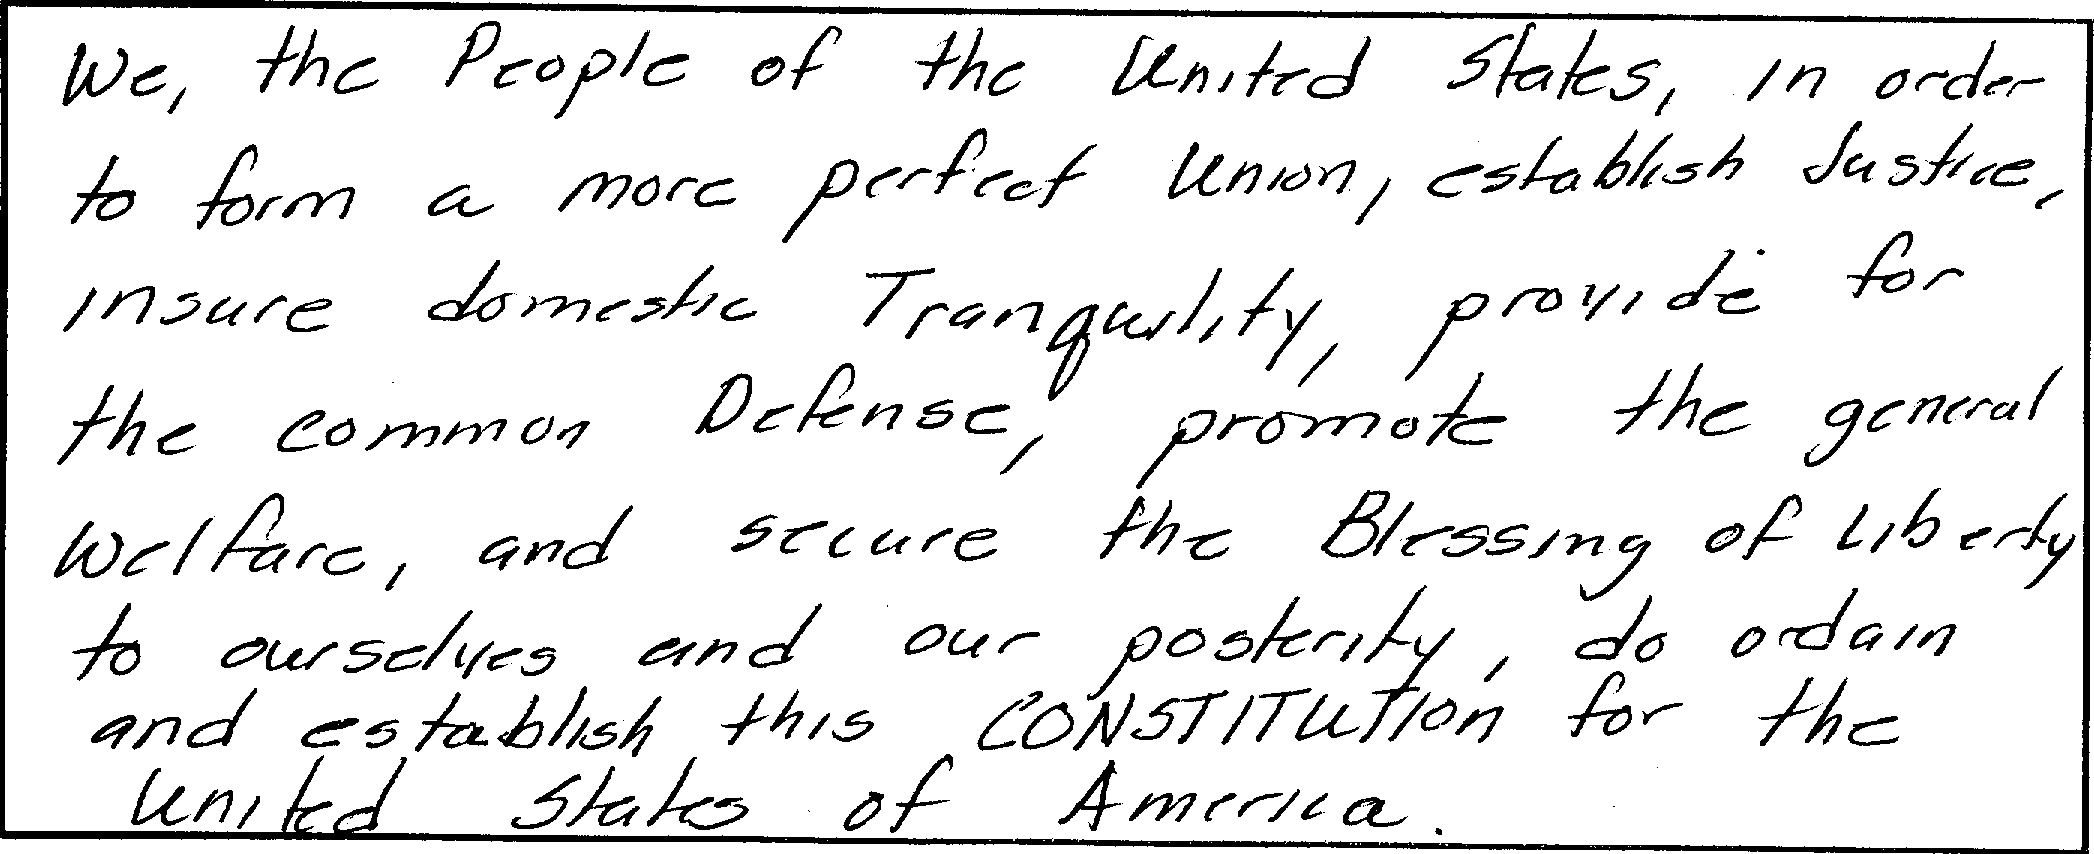 We, the People of the United States, in order
to form a more perfect Union, establish Justice,
insure domestic Tranquility, provide for
the common Defense, promote the general
Welfare, and secure the Blessing of Liberty
to ourselves and our posterity, do ordain
and establish this CONSTITUTION for the
United States of America.